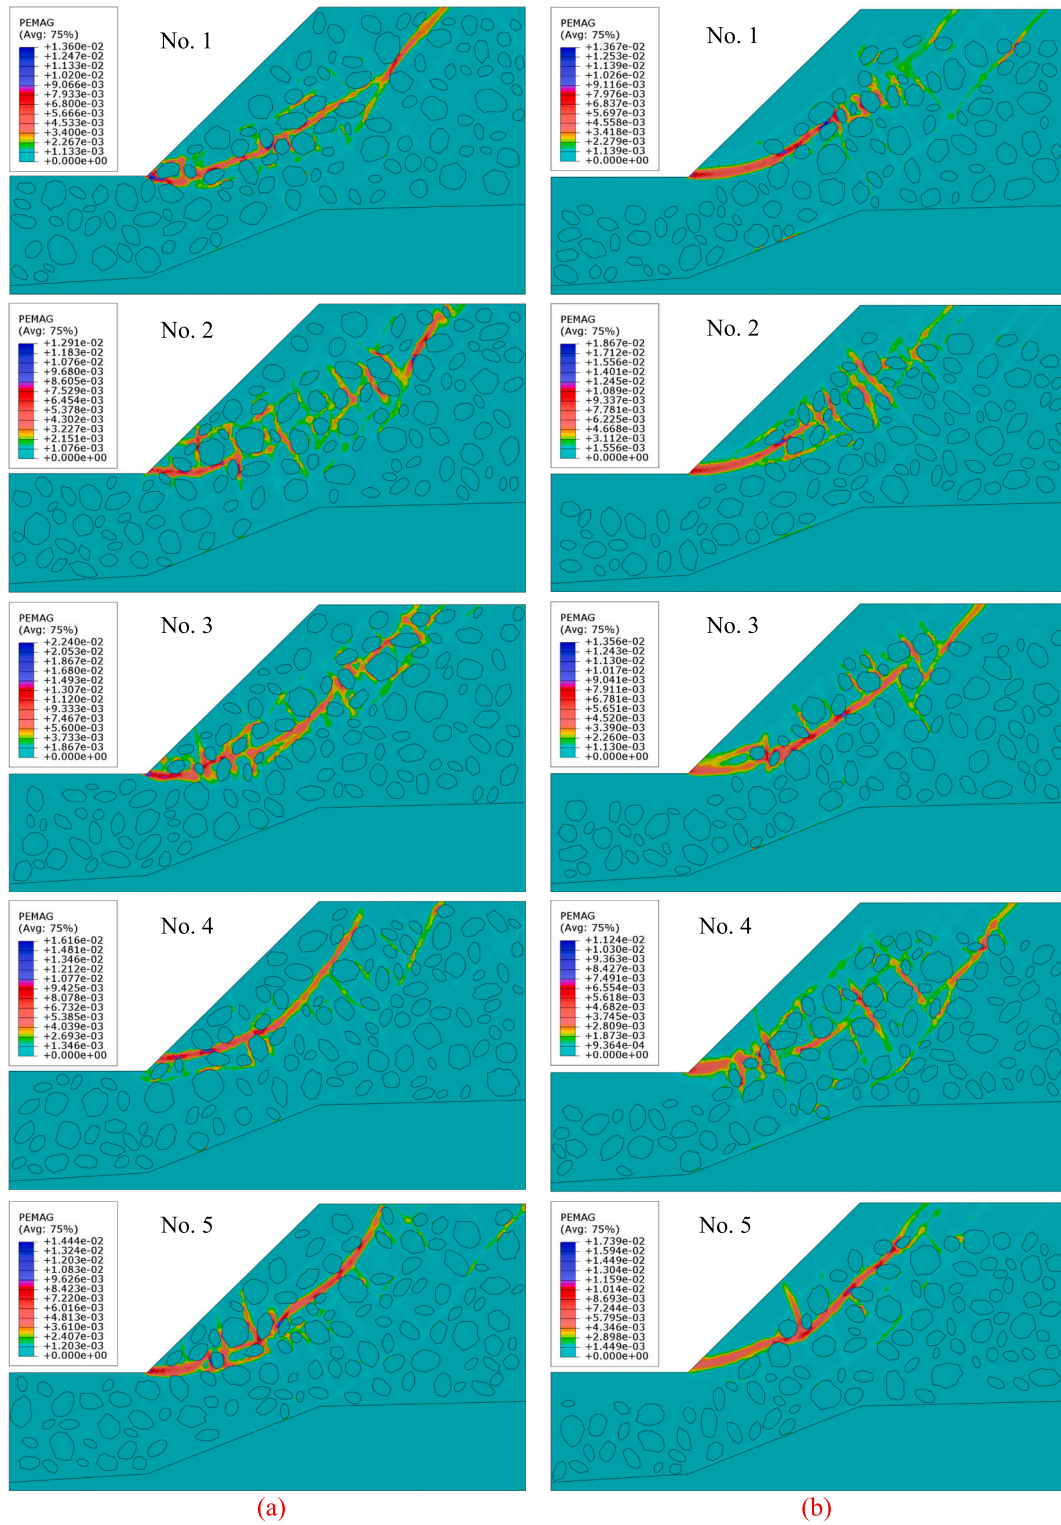 PEMAG
(Avg: 75%)
+1.360e-02
+1.247e-02
+1.133e-02
+1.020e-02
+9.066e-03
+7.933e-03
+6.800e-03
+5.666e-03
+4.533e-03
+3.400e-03
+2.267e-03
+1.133e-03
+0.000e+00
No. 1
PEMAG
(Avg: 75%)
+1.367e-02
+1.253e-02
+1.139e-02
+1.026e-02
+9.116e-03
+7.976e-03
+6.837e-03
+5.697e-03
+4.558e-03
+3.418e-03
+2.279e-03
+1.139e-03
+0.000e+00
No. 1
PEMAG
(Avg: 75%)
+1.291e-02
+1.183e-02
+1.076e-02
+9.680e-03
+8.605e-03
+7.529e-03
+6.454e-03
+5.378e-03
+4.302e-03
+3.227e-03
+2.151e-03
+1.076e-03
+0.000e+00
No. 2
PEMAG
(Avg: 75%)
+1.867e-02
+1.712e-02
+1.556e-02
+1.401e-02
+1.245e-02
+1.089e-02
+9.337e-03
+7.781e-03
+6.225e-03
+4.668e-03
+3.112e-03
+1.556e-03
+0.000e+00
No. 2
PEMAG
(Avg: 75%)
+2.240e-02
+2.053e-02
+1.867e-02
+1.680e-02
+1.493e-02
+1.307e-02
+1.120e-02
+9.333e-03
+7.467e-03
+5.600e-03
+3.733e-03
+1.867e-03
+0.000e+00
No. 3
PEMAG
(Avg: 75%)
+1.356e-02
+1.243e-02
+1.130e-02
+1.017e-02
+9.041e-03
+7.911e-03
+6.781e-03
+5.651e-03
+4.520e-03
+3.390e-03
+2.260e-03
+1.130e-03
+0.000e+00
No. 3
PEMAG
(Avg: 75%)
+1.616e-02
+1.481e-02
+1.346e-02
+1.212e-02
+1.077e-02
+9.425e-03
+8.078e-03
+6.732e-03
+5.385e-03
+4.039e-03
+2.693e-03
+1.346e-03
+0.000e+00
No. 4
PEMAG
(Avg: 75%)
+1.124e-02
+1.030e-02
+9.363e-03
+8.427e-03
+7.491e-03
+6.554e-03
+5.618e-03
+4.682e-03
+3.745e-03
+2.809e-03
+1.873e-03
+9.364e-04
+0.000e+00
No. 4
PEMAG
(Avg: 75%)
+1.444e-02
+1.324e-02
+1.203e-02
+1.083e-02
+9.626e-03
+8.423e-03
+7.220e-03
+6.016e-03
+4.813e-03
+3.610e-03
+2.407e-03
+1.203e-03
+0.000e+00
No. 5
PEMAG
(Avg: 75%)
+1.739e-02
+1.594e-02
+1.449e-02
+1.304e-02
+1.159e-02
+1.014e-02
+8.693e-03
+7.244e-03
+5.795e-03
+4.346e-03
+2.898e-03
+1.449e-03
+0.000e+00
No. 5
(a)
(b)